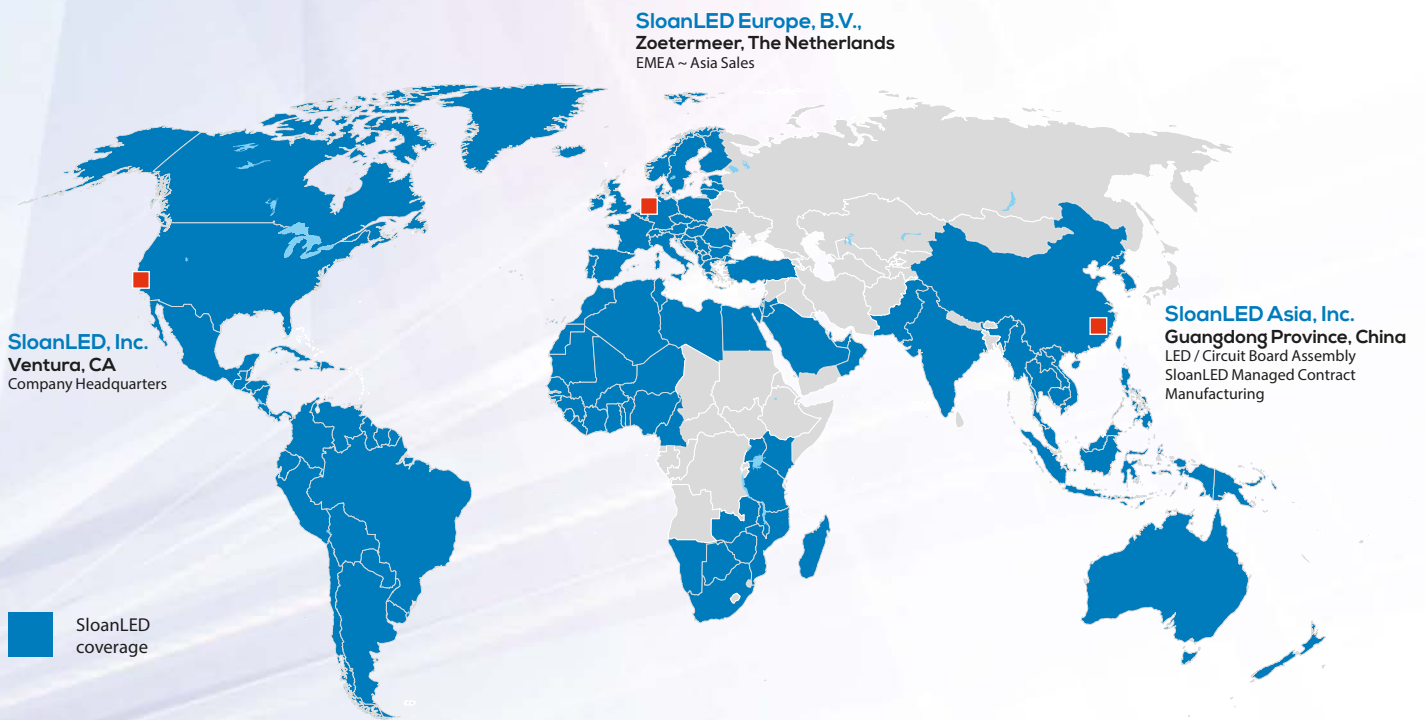 SloanLED Europe, B.V.,
Zoetermeer, The Netherlands
EMEA ~ Asia Sales
SloanLED, Inc.
Ventura, CA
Company Headquarters
SloanLED Asia, Inc.
Guangdong Province, China
LED / Circuit Board Assembly
SloanLED Managed Contract
Manufacturing
SloanLED
coverage